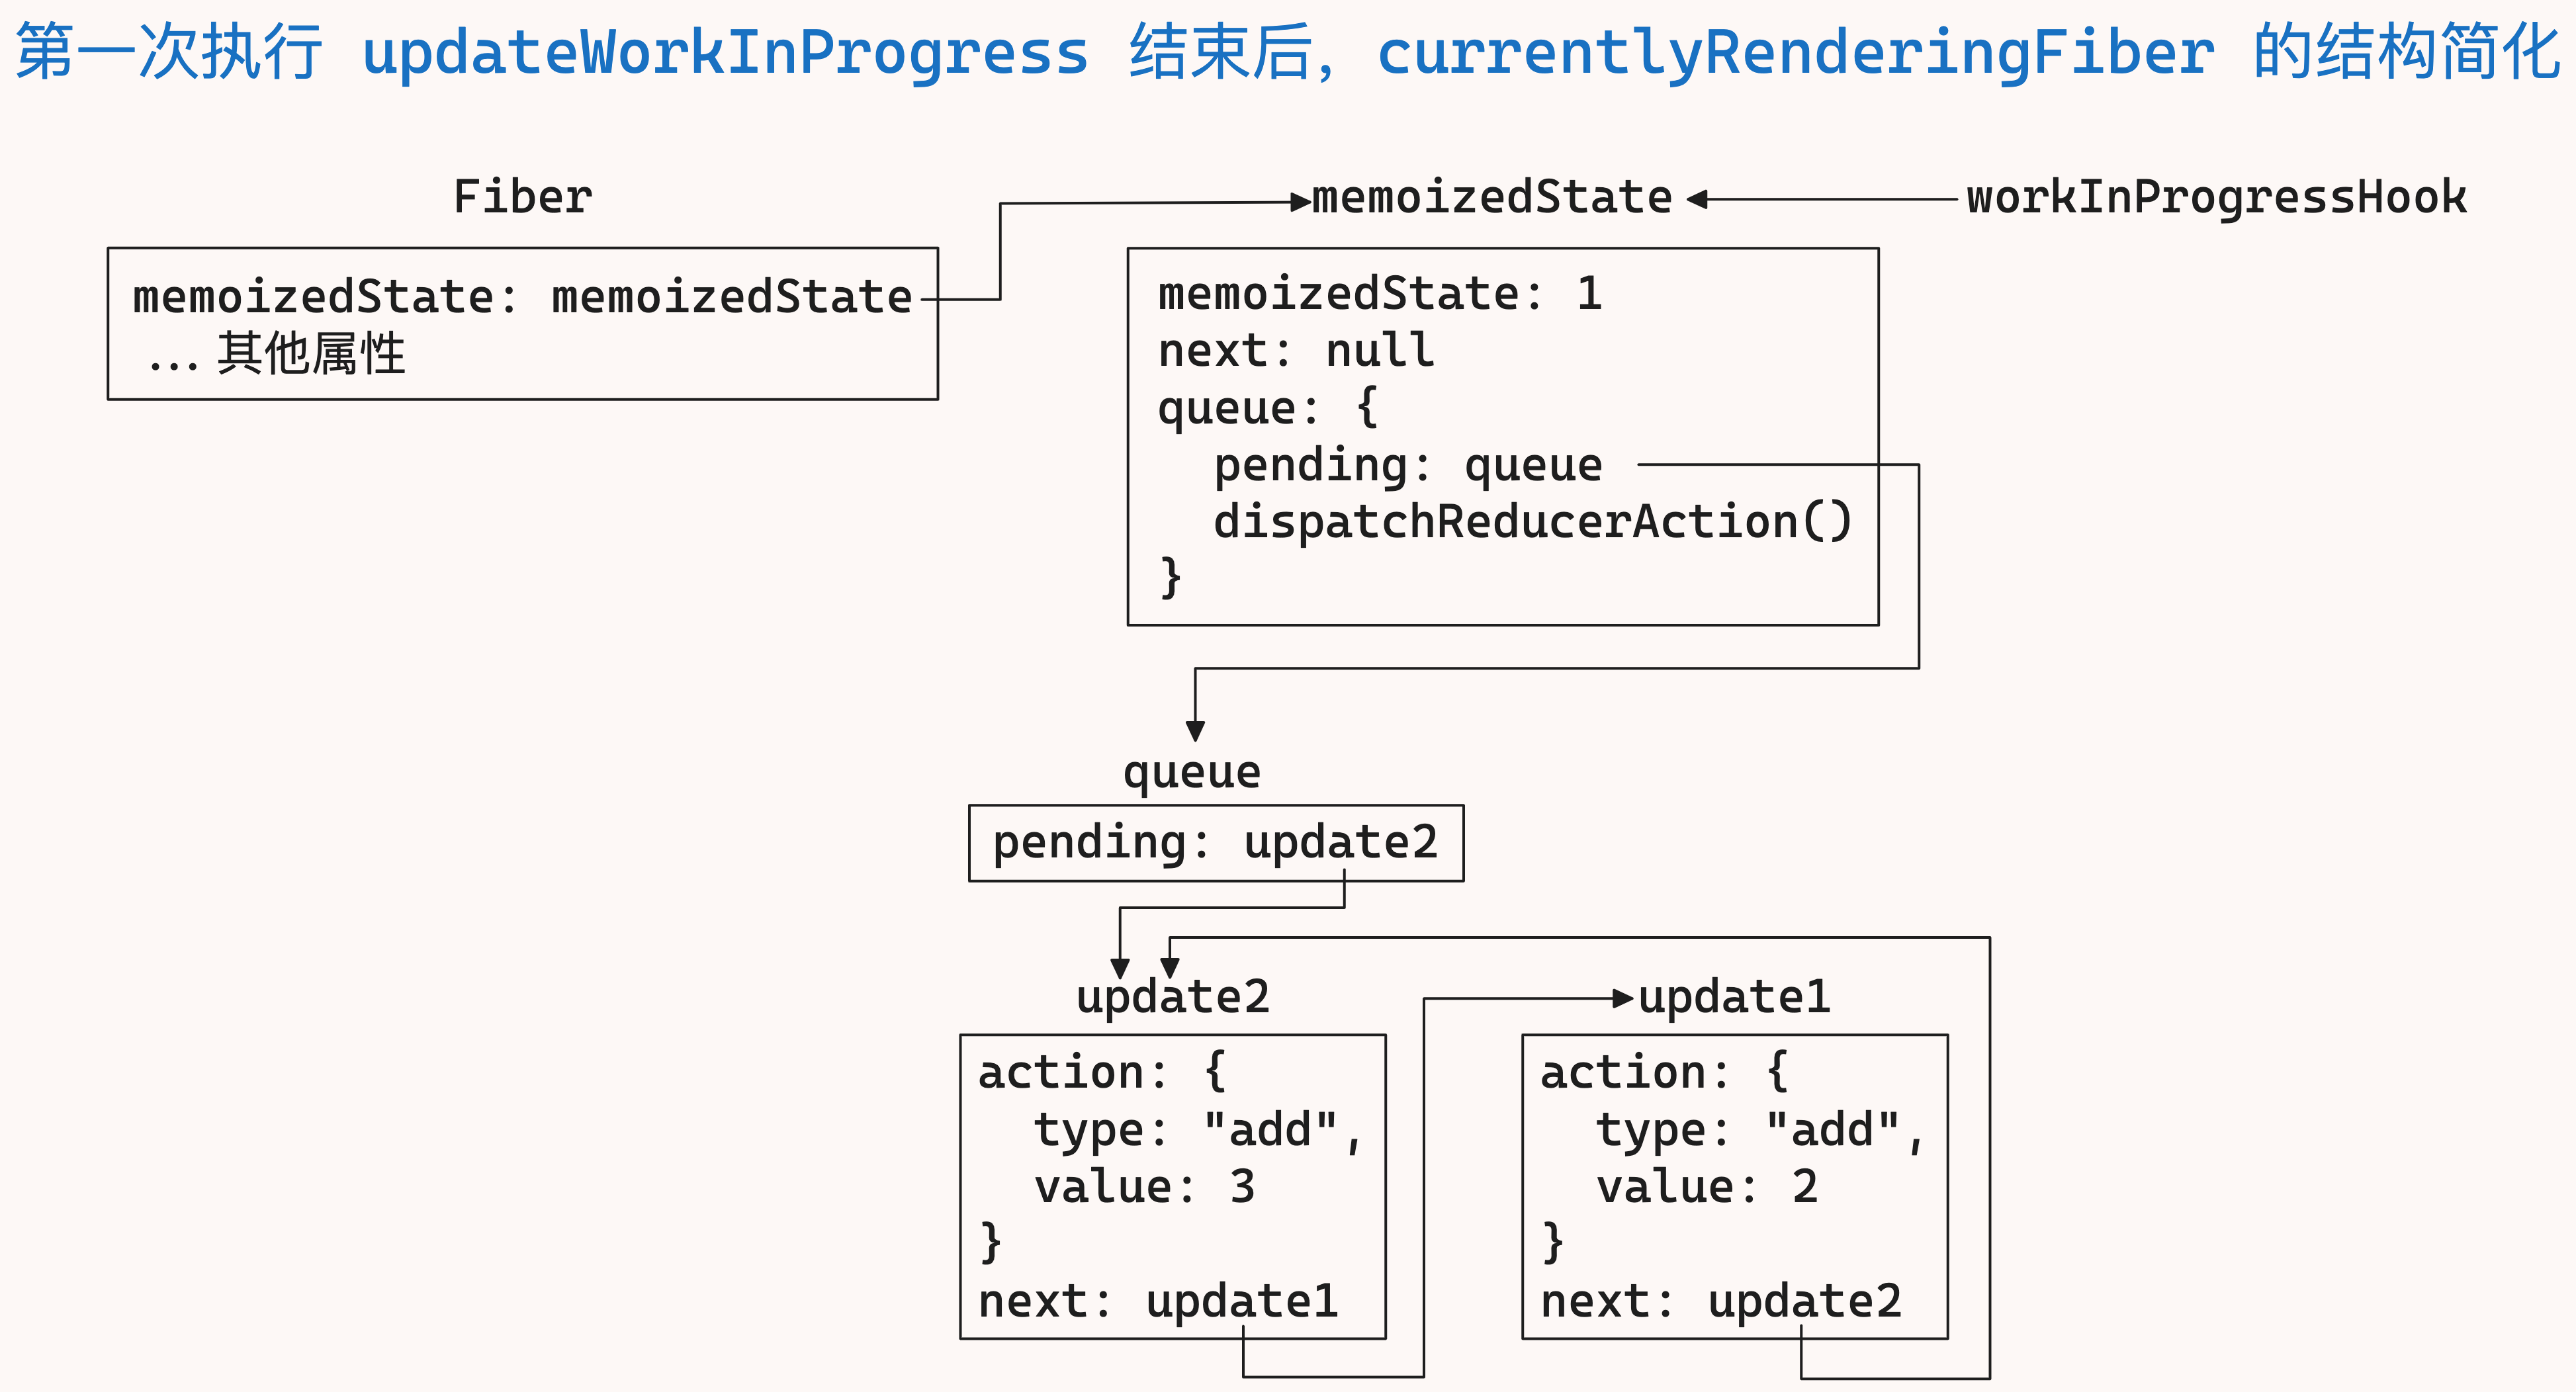 第一次执行 updateWorkInProgress 结束后，currentlyRenderingFiber 的结构简化
Fiber
memoizedState: memoizedState
... 其他属性
memoizedState
workInProgressHook
memoizedState: 1
next: null
queue: {
pending: queue
dispatchReducerAction()
}
queue
pending: update2
update2
action: {
type: "add",
value: 3
}
next: update1
update1
action: {
type: "add",
value: 2
}
next: update2